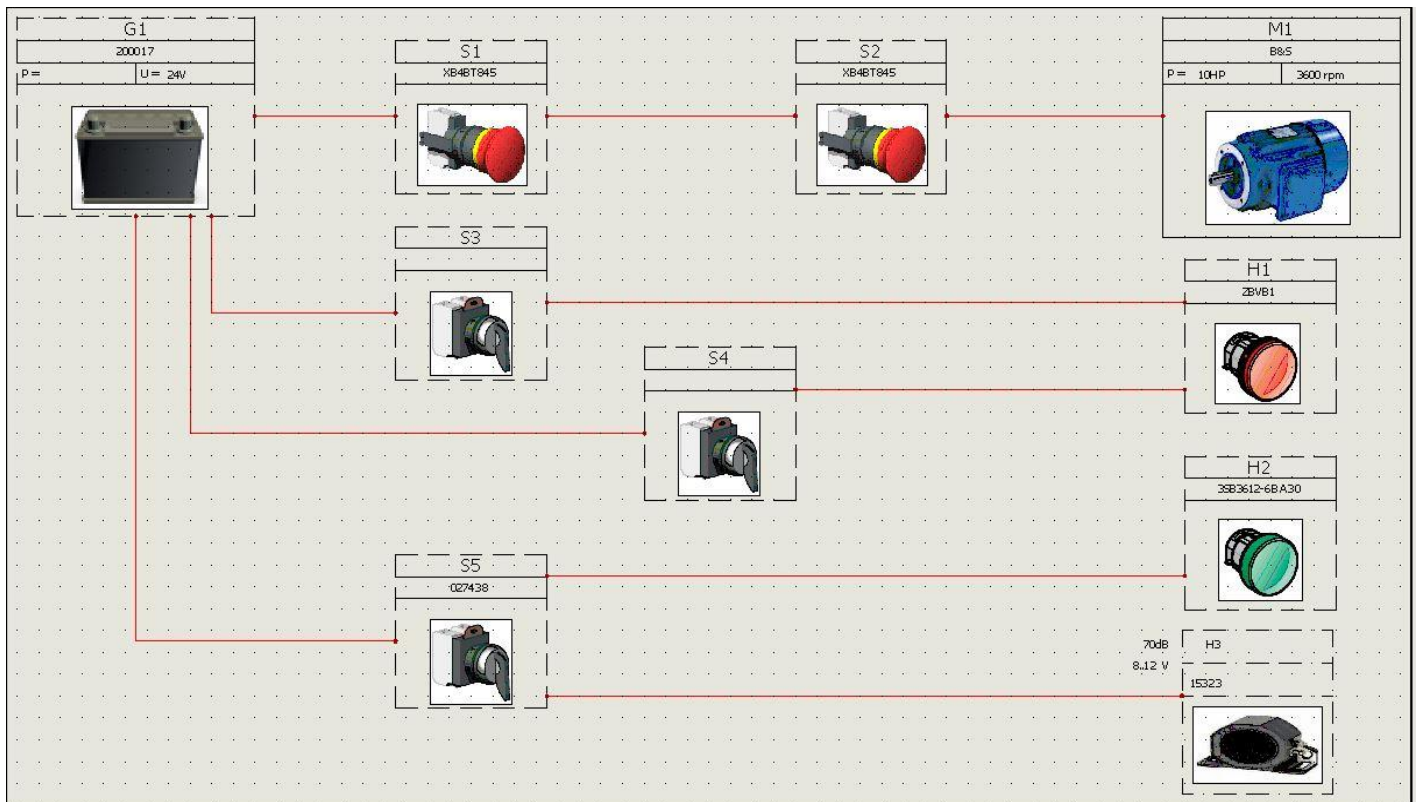 G1
200017
P =
U = 24V
S1
XB4BT845
S2
XB4BT845
M1
B&S
P = 10HP
3600 rpm
S3
H1
ZBVB1
S4
H2
3SB3612-6BA30
S5
027438
70dB
H3
8..12 V
15323